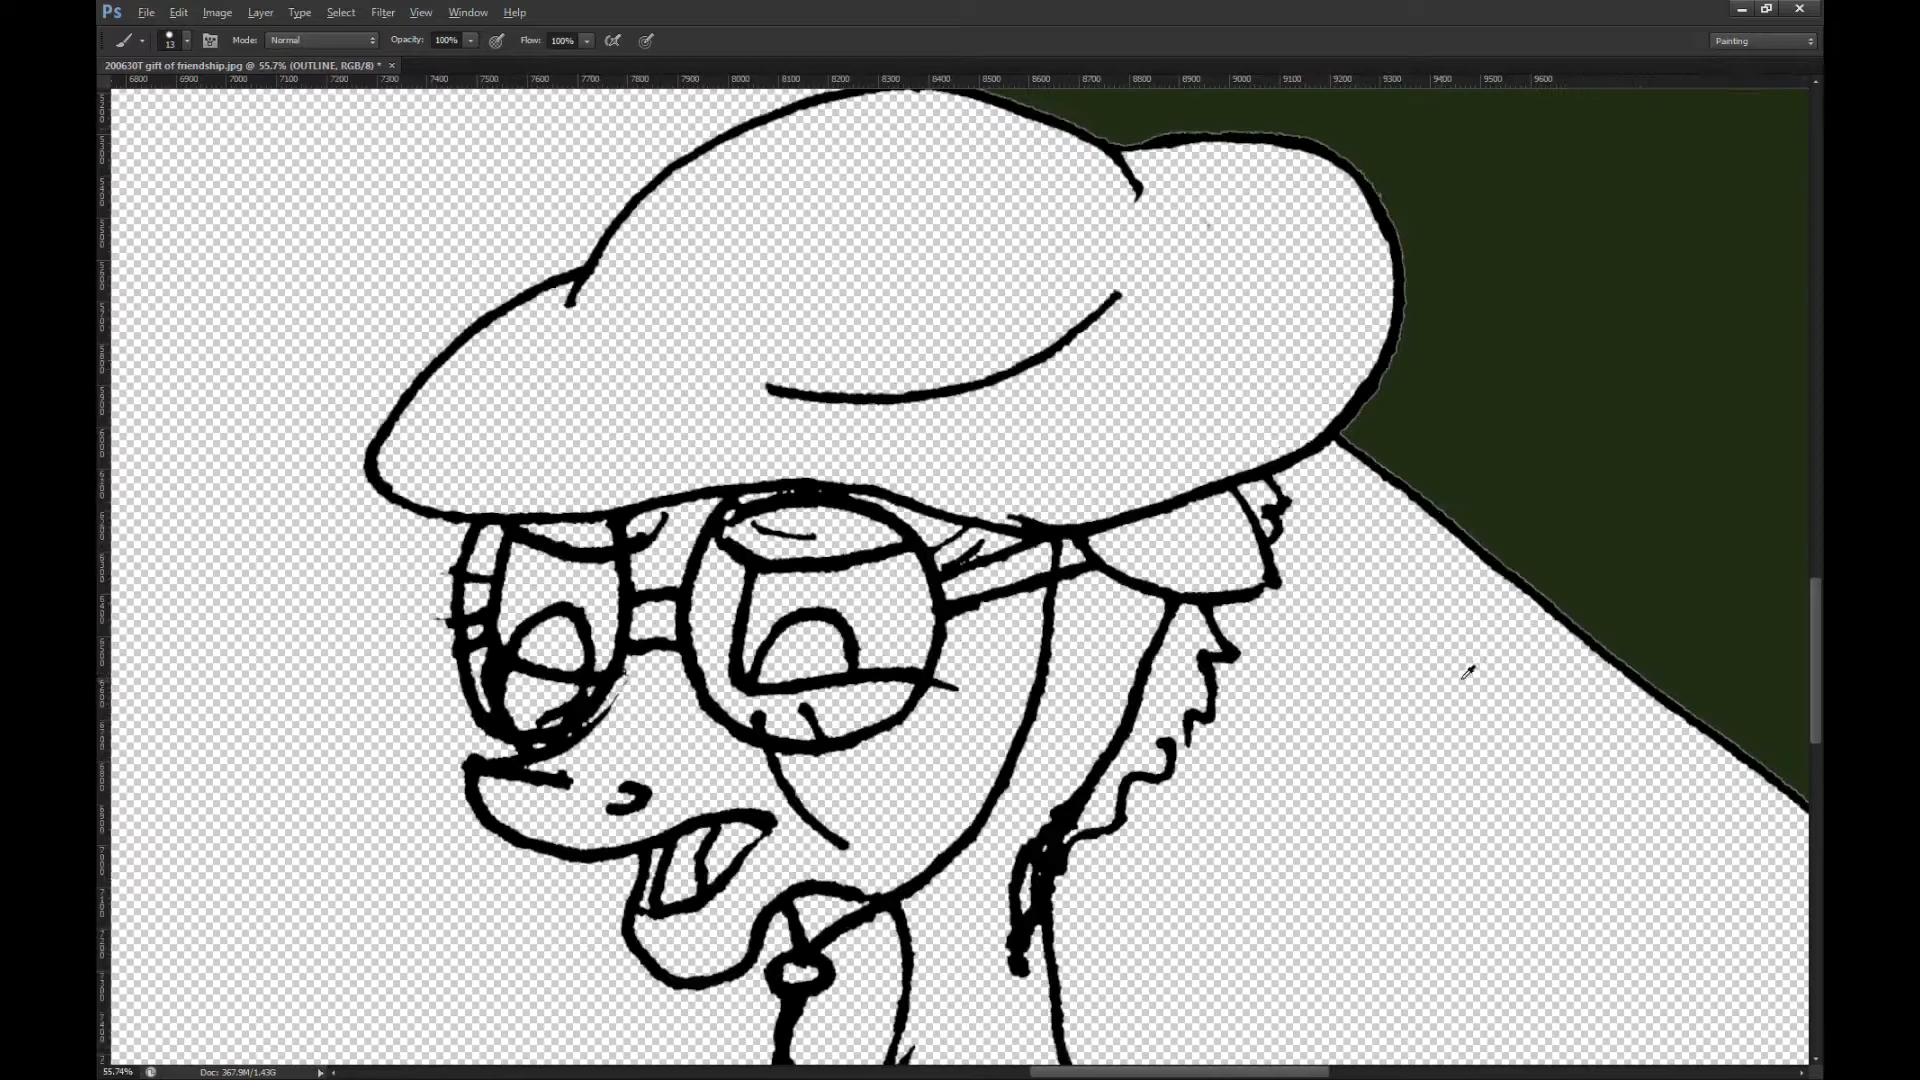 Ps File Edit Image Layer Type Select Filter View Window Help
13 Mode: Normal Opacity: 100% Flow: 100% Painting
200630T gift of friendship.jpg @ 55.7% (OUTLINE, RGB/8) * ×
6800 6900 7000 7100 7200 7300 7400 7500 7600 7700 7800 7900 8000 8100 8200 8300 8400 8500 8600 8700 8800 8900 9000 9100 9200 9300 9400 9500 9600
55.74% Doc: 367.9M/1.43G